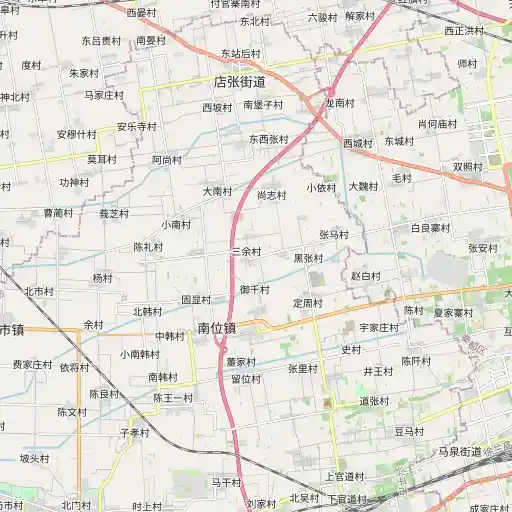 西晏村
付官寨南村
东北村
六骏村
解家村
西正洪村
东吕贵村
南晏村
东站后村
师村
度村
朱家村
店张街道
神北村
马家庄村
西坡村
南堡子村
龙南村
肖何庙村
安穆什村
安乐寺村
东西张村
西城村
东城村
莫耳村
阿尚村
双照村
功神村
大南村
尚志村
小依村
大魏村
毛村
曹蔺村
莪芝村
小南村
白良寨村
张马村
陈礼村
三余村
黑张村
张安村
赵白村
杨村
北市村
御千村
固显村
定周村
北韩村
陈村
夏家寨村
余村
中韩村
南位镇
宇家庄村
市镇
小南韩村
史村
费家庄村
依将村
董家村
陈阡村
张里村
井王村
南韩村
留位村
陈良村
陈王一村
道张村
陈文村
子孝村
豆马村
坡头村
马泉街道
马干村
上官道村
北吴村
下官道村
北门村
时上村
刘家村
成家庄村